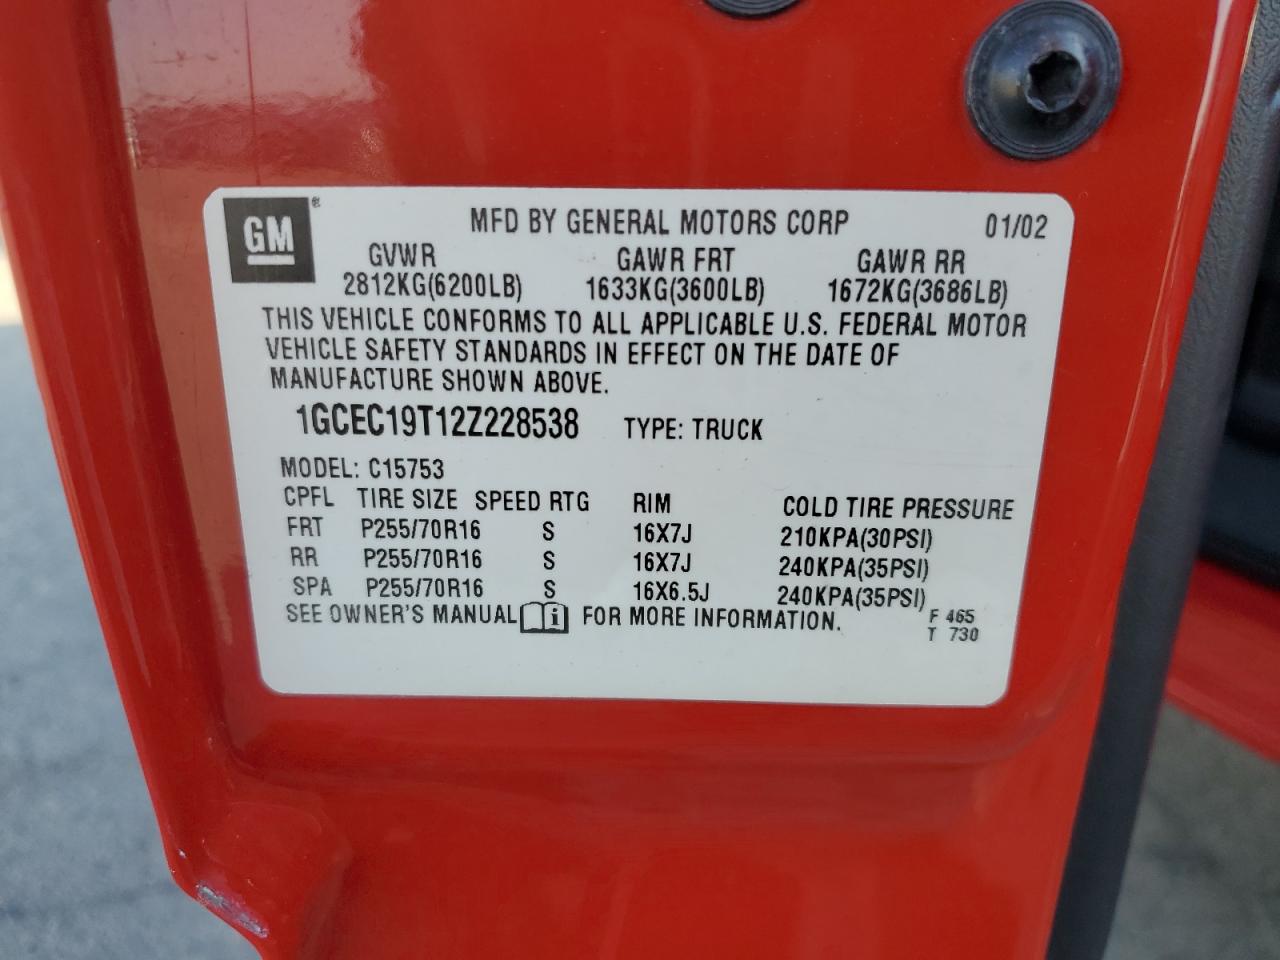 GM ® MFD BY GENERAL MOTORS CORP 01/02
GVWR GAWR FRT GAWR RR
2812KG(6200LB) 1633KG(3600LB) 1672KG(3686LB)
THIS VEHICLE CONFORMS TO ALL APPLICABLE U.S. FEDERAL MOTOR
VEHICLE SAFETY STANDARDS IN EFFECT ON THE DATE OF
MANUFACTURE SHOWN ABOVE.
1GCEC19T12Z228538 TYPE: TRUCK
MODEL: C15753
CPFL TIRE SIZE SPEED RTG RIM COLD TIRE PRESSURE
FRT P255/70R16 S 16X7J 210KPA(30PSI)
RR P255/70R16 S 16X7J 240KPA(35PSI)
SPA P255/70R16 S 16X6.5J 240KPA(35PSI)
SEE OWNER'S MANUAL i FOR MORE INFORMATION. F 465
T 730